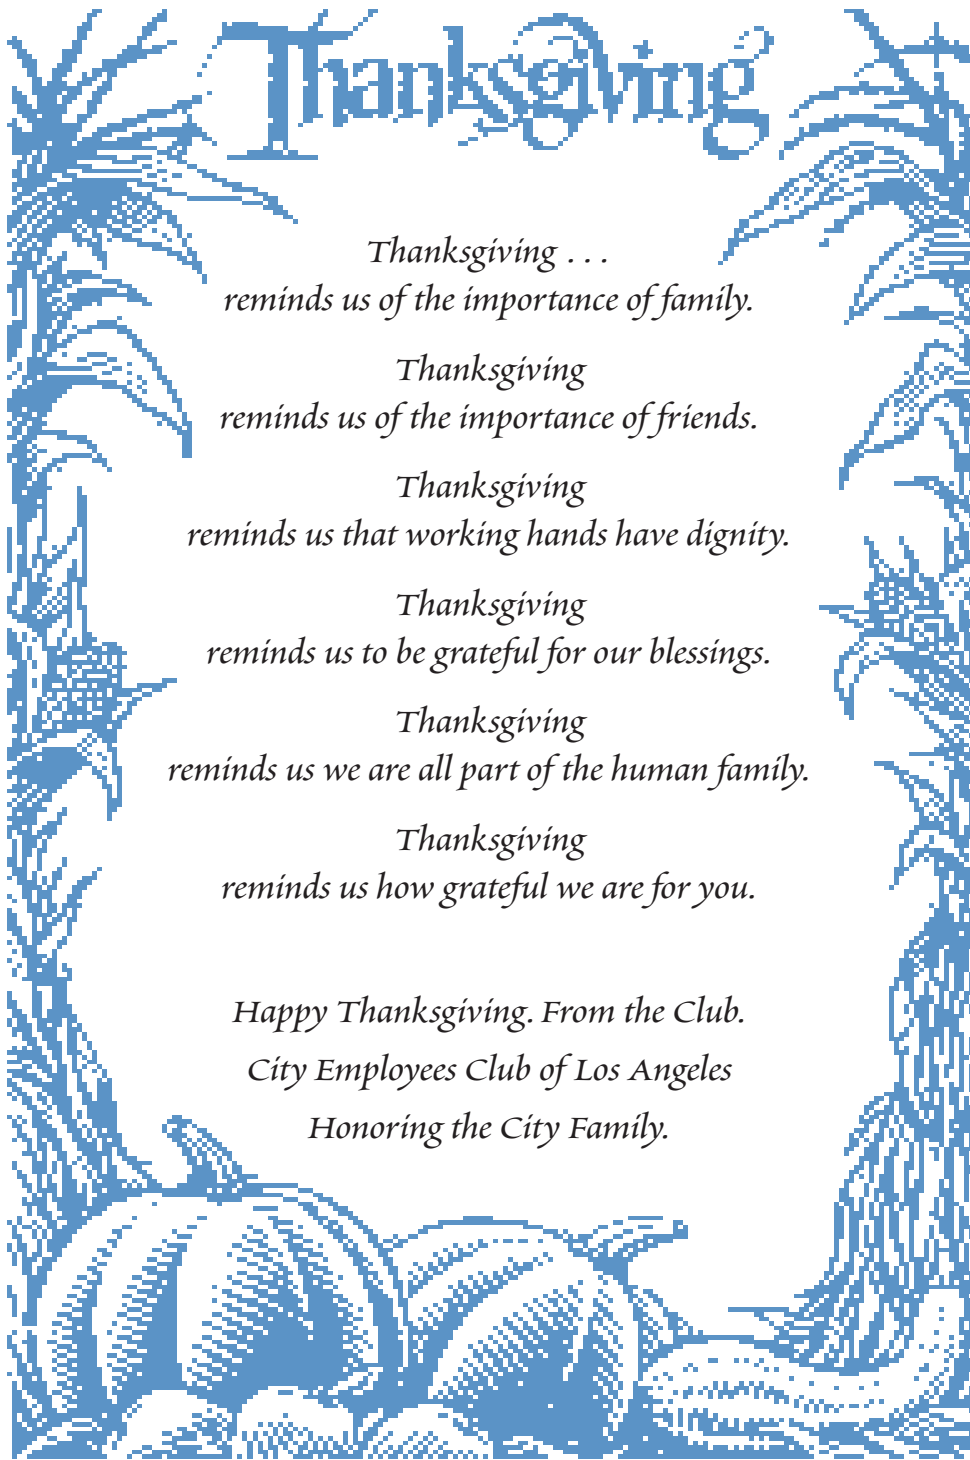 Thanksgiving
Thanksgiving . . .
reminds us of the importance of family.
Thanksgiving
reminds us of the importance of friends.
Thanksgiving
reminds us that working hands have dignity.
Thanksgiving
reminds us to be grateful for our blessings.
Thanksgiving
reminds us we are all part of the human family.
Thanksgiving
reminds us how grateful we are for you.
Happy Thanksgiving. From the Club.
City Employees Club of Los Angeles
Honoring the City Family.